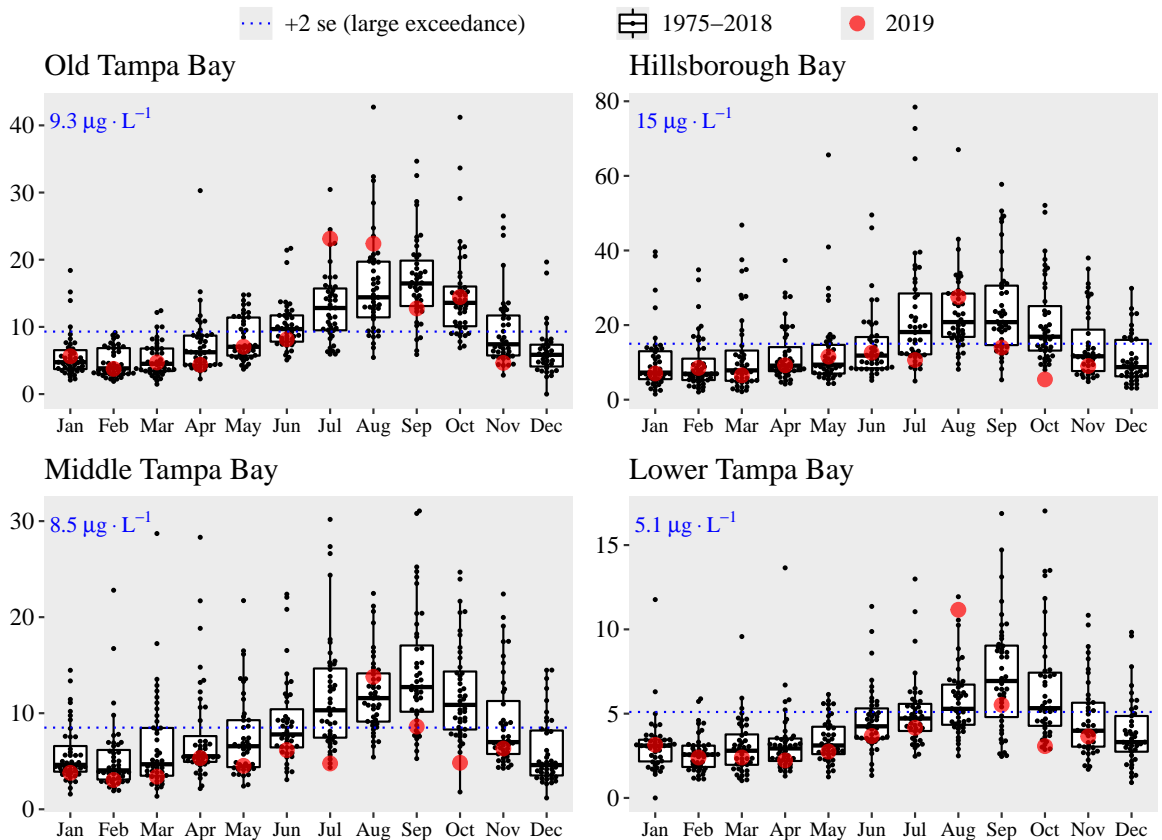 +2 se (large exceedance) 1975–2018 2019
Old Tampa Bay
9.3 μg · L⁻¹
40
30
20
10
0
Jan Feb Mar Apr May Jun Jul Aug Sep Oct Nov Dec
Hillsborough Bay
15 μg · L⁻¹
80
60
40
20
0
Jan Feb Mar Apr May Jun Jul Aug Sep Oct Nov Dec
Middle Tampa Bay
8.5 μg · L⁻¹
30
20
10
0
Jan Feb Mar Apr May Jun Jul Aug Sep Oct Nov Dec
Lower Tampa Bay
5.1 μg · L⁻¹
15
10
5
0
Jan Feb Mar Apr May Jun Jul Aug Sep Oct Nov Dec